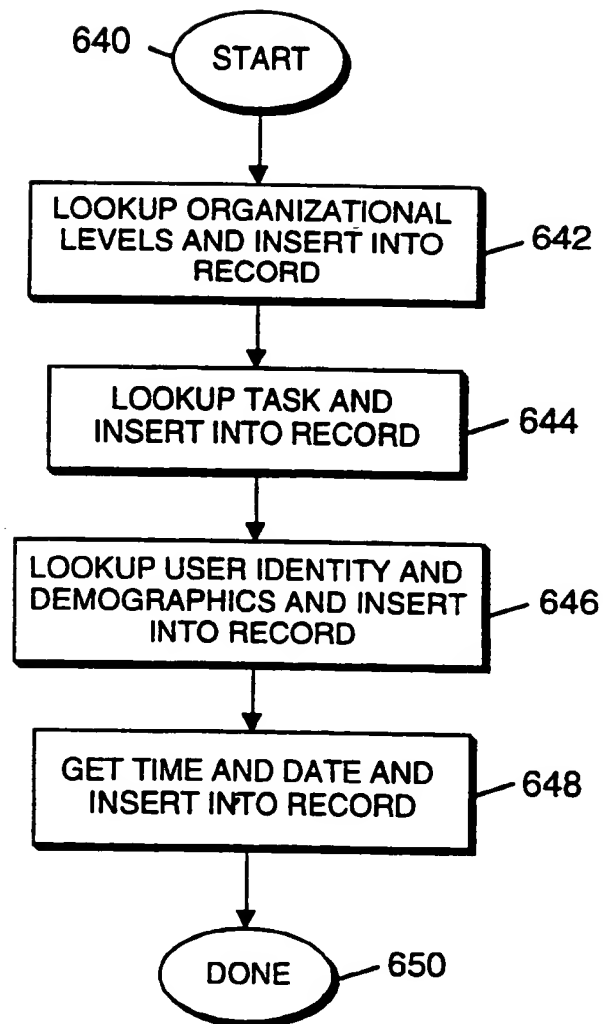 640
START
LOOKUP ORGANIZATIONAL
LEVELS AND INSERT INTO
RECORD
642
LOOKUP TASK AND
INSERT INTO RECORD
644
LOOKUP USER IDENTITY AND
DEMOGRAPHICS AND INSERT
INTO RECORD
646
GET TIME AND DATE AND
INSERT INTO RECORD
648
DONE
650